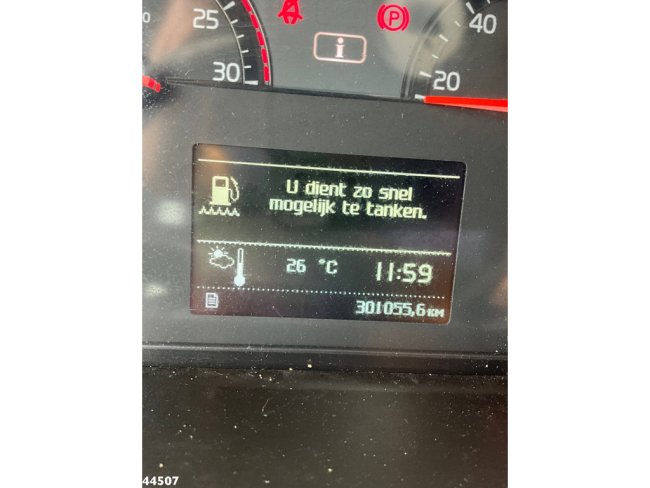 25
40
P
i
30
20
U dient zo snel
mogelijk te tanken.
26 °C 11:59
301055,6 KM
44507